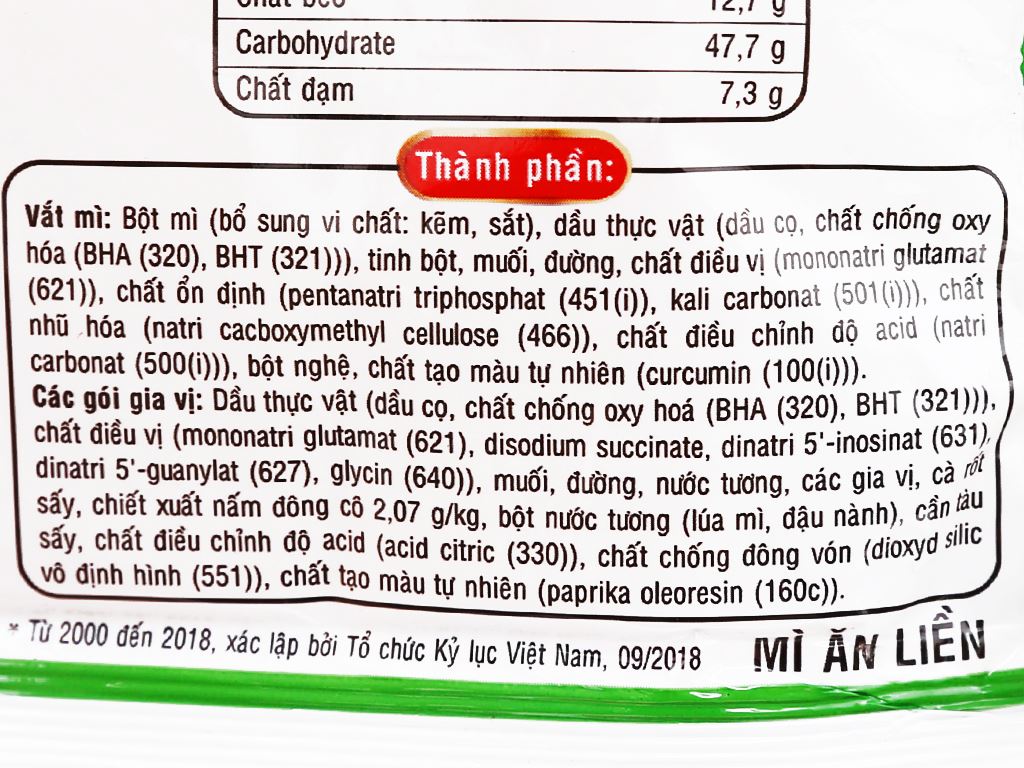 Chất béo 12,7 g
Carbohydrate 47,7 g
Chất đạm 7,3 g
Thành phần:
Vắt mì: Bột mì (bổ sung vi chất: kẽm, sắt), dầu thực vật (dầu cọ, chất chống oxy
hóa (BHA (320), BHT (321))), tinh bột, muối, đường, chất điều vị (mononatri glutamat
(621)), chất ổn định (pentanatri triphosphat (451(i)), kali carbonat (501(i))), chất
nhũ hóa (natri cacboxymethyl cellulose (466)), chất điều chỉnh độ acid (natri
carbonat (500(i))), bột nghệ, chất tạo màu tự nhiên (curcumin (100(i))).
Các gói gia vị: Dầu thực vật (dầu cọ, chất chống oxy hoá (BHA (320), BHT (321))),
chất điều vị (mononatri glutamat (621), disodium succinate, dinatri 5'-inosinat (631),
dinatri 5'-guanylat (627), glycin (640)), muối, đường, nước tương, các gia vị, cà rốt
sấy, chiết xuất nấm đông cô 2,07 g/kg, bột nước tương (lúa mì, đậu nành), cần tàu
sấy, chất điều chỉnh độ acid (acid citric (330)), chất chống đông vón (dioxyd silic
vô định hình (551)), chất tạo màu tự nhiên (paprika oleoresin (160c)).
* Từ 2000 đến 2018, xác lập bởi Tổ chức Kỷ lục Việt Nam, 09/2018 MÌ ĂN LIỀN